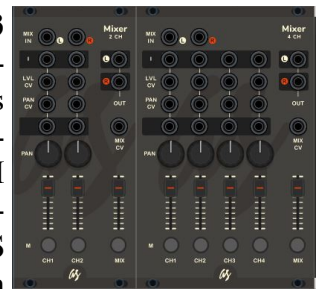 MIX
IN
L
R
Mixer
2 CH
I
L
LVL
CV
R
PAN
CV
OUT
MIX
CV
PAN
M
CH1
CH2
MIX
MIX
IN
L
R
Mixer
4 CH
I
L
LVL
CV
R
PAN
CV
OUT
MIX
CV
PAN
M
CH1
CH2
CH3
CH4
MIX